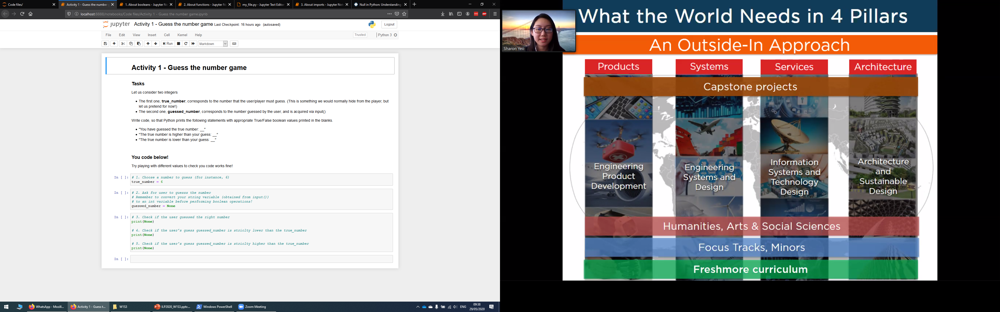 Code files/
Activity 1 - Guess the number g
1. About booleans - Jupyter No
2. About functions - Jupyter N
my_file.py - Jupyter Text Editor
3. About imports - Jupyter Not
Null in Python: Understanding
localhost:8888/notebooks/Code files/Activity 1 - Guess the number game.ipynb
ABP
jupyter Activity 1 - Guess the number game Last Checkpoint: 16 hours ago (autosaved)
Logout
File Edit View Insert Cell Kernel Help
Trusted
Python 3
Run
Markdown
Activity 1 - Guess the number game
Tasks
Let us consider two integers
The first one, true_number, corresponds to the number that the user/player must guess. (This is something we would normally hide from the player, but
let us pretend for now!)
The second one, guessed_number, corresponds to the number guessed by the user, and is acquired via input()
Write code, so that Python prints the following statements with appropriate True/False boolean values printed in the blanks.
"You have guessed the true number: __"
"The true number is higher than your guess: __"
"The true number is lower than your guess: __"
You code below!
Try playing with different values to check you code works fine!
In [ ]: # 1. Choose a number to guess (for instance, 6)
true_number = 6
In [ ]: # 2. Ask for user to guesss the number
# Remember to convert your string variable (obtained from input())
# to an int variable before performing boolean operations!
guessed_number = None
In [ ]: # 3. Check if the user guessed the right number
print(None)
# 4. Check if the user's guess guessed_number is striclty lower than the true_number
print(None)
# 5. Check if the user's guess guessed_number is striclty higher than the true_number
print(None)
In [ ]:
WhatsApp - Mozill...
Activity 1 - Guess t...
W1S3
ILP2020_W1S3.pptx...
Windows PowerShell
Zoom Meeting
ENG
09:38
29/05/2020
Sharon Yeo
What the World Needs in 4 Pillars
An Outside-In Approach
Products
Systems
Services
Architecture
Capstone projects
Engineering
Product
Development
Engineering
Systems and
Design
Information
Systems and
Technology
Design
Architecture
and
Sustainable
Design
Humanities, Arts & Social Sciences
Focus Tracks, Minors
Freshmore curriculum